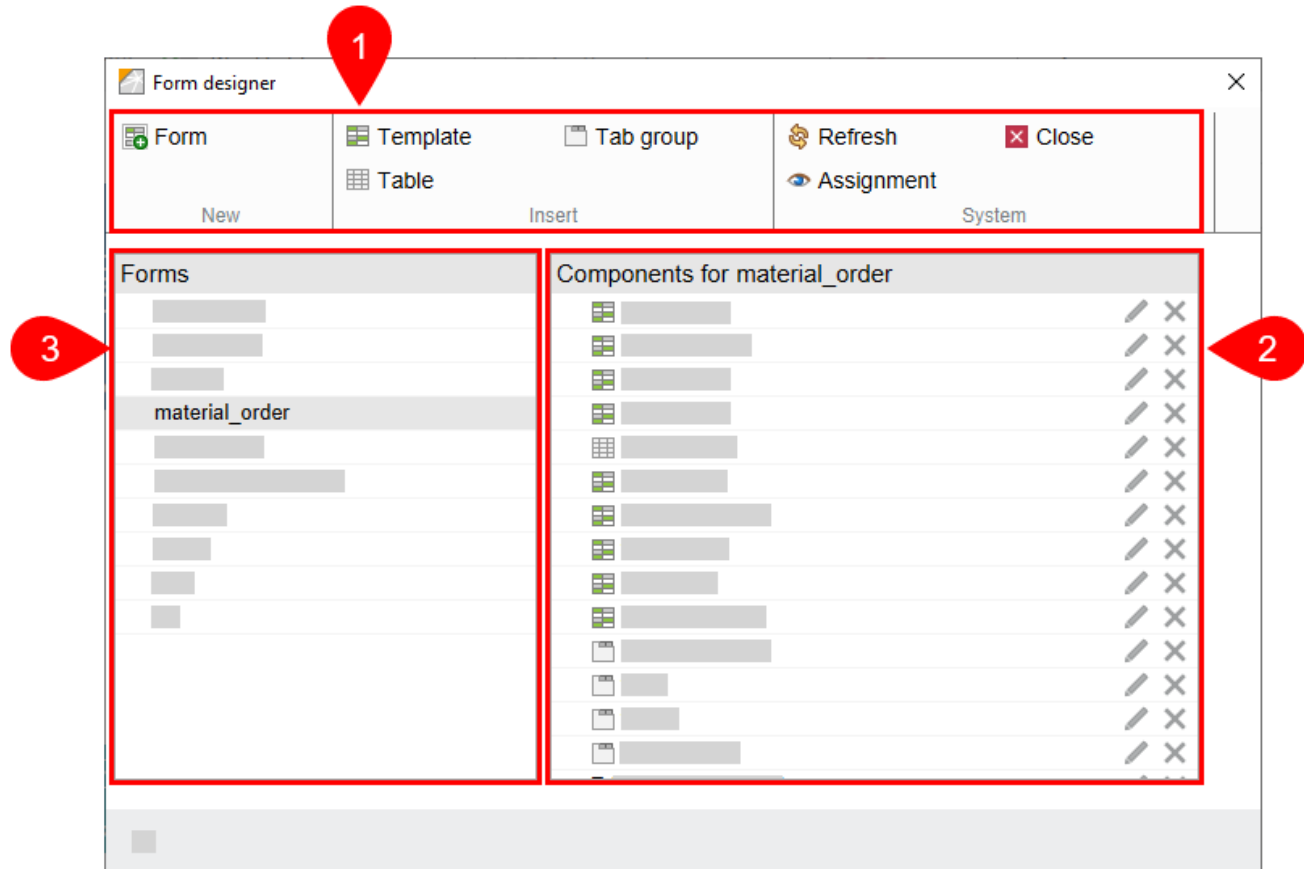 1
Form designer
Form Template Tab group Refresh Close
Table Assignment
New Insert System
Forms Components for material_order
3 2
material_order